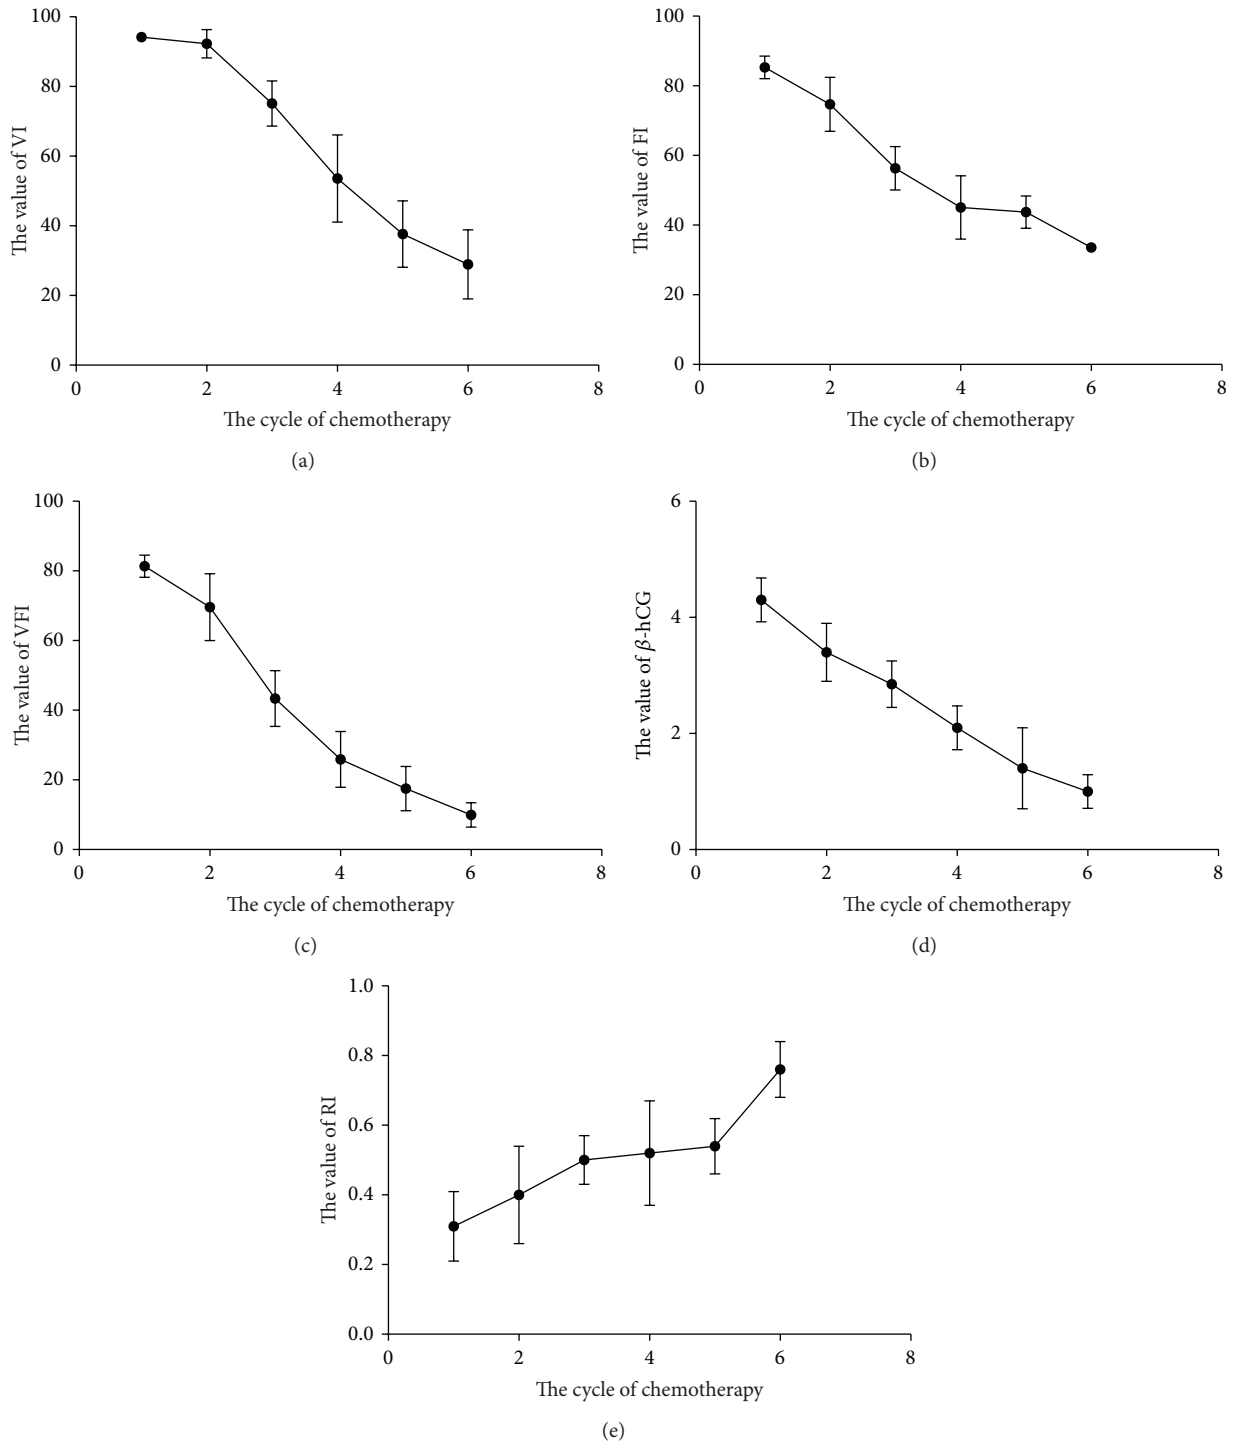 100
80
60
40
20
0
The value of VI
0 2 4 6 8
The cycle of chemotherapy
(a)
100
80
60
40
20
0
The value of FI
0 2 4 6 8
The cycle of chemotherapy
(b)
100
80
60
40
20
0
The value of VFI
0 2 4 6 8
The cycle of chemotherapy
(c)
6
4
2
0
The value of β-hCG
0 2 4 6 8
The cycle of chemotherapy
(d)
1.0
0.8
0.6
0.4
0.2
0.0
The value of RI
0 2 4 6 8
The cycle of chemotherapy
(e)